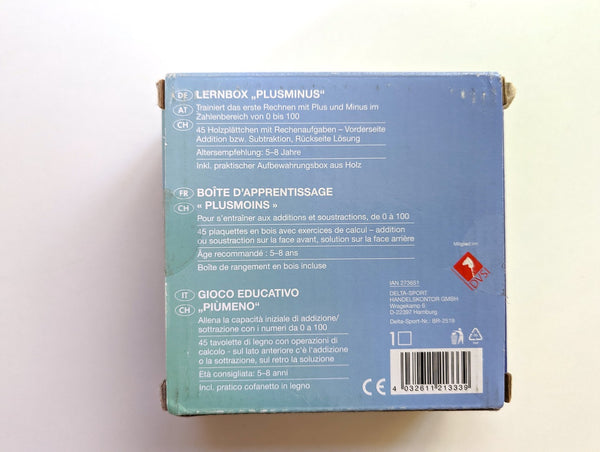 DE LERNBOX „PLUSMINUS“
AT Trainiert das erste Rechnen mit Plus und Minus im
CH Zahlenbereich von 0 bis 100
45 Holzplättchen mit Rechenaufgaben – Vorderseite
Addition bzw. Subtraktion, Rückseite Lösung
Altersempfehlung: 5–8 Jahre
Inkl. praktischer Aufbewahrungsbox aus Holz
FR BOÎTE D’APPRENTISSAGE
CH « PLUSMOINS »
Pour s’entraîner aux additions et soustractions, de 0 à 100
45 plaquettes en bois avec exercices de calcul – addition
ou soustraction sur la face avant, solution sur la face arrière
Âge recommandé : 5–8 ans
Boîte de rangement en bois incluse
IT GIOCO EDUCATIVO
CH „PIÙMENO“
Allena la capacità iniziale di addizione/
sottrazione con i numeri da 0 a 100
45 tavolette di legno con operazioni di
calcolo - sul lato anteriore c’è l’addizione
o la sottrazione, sul retro la soluzione
Età consigliata: 5–8 anni
Incl. pratico cofanetto in legno
Mitglied im:
DVSI
IAN 273651
DELTA-SPORT
HANDELSKONTOR GMBH
Wragekamp 6
D-22397 Hamburg
Delta-Sport-Nr.: BR-2518
1
CE
4 032611 213339